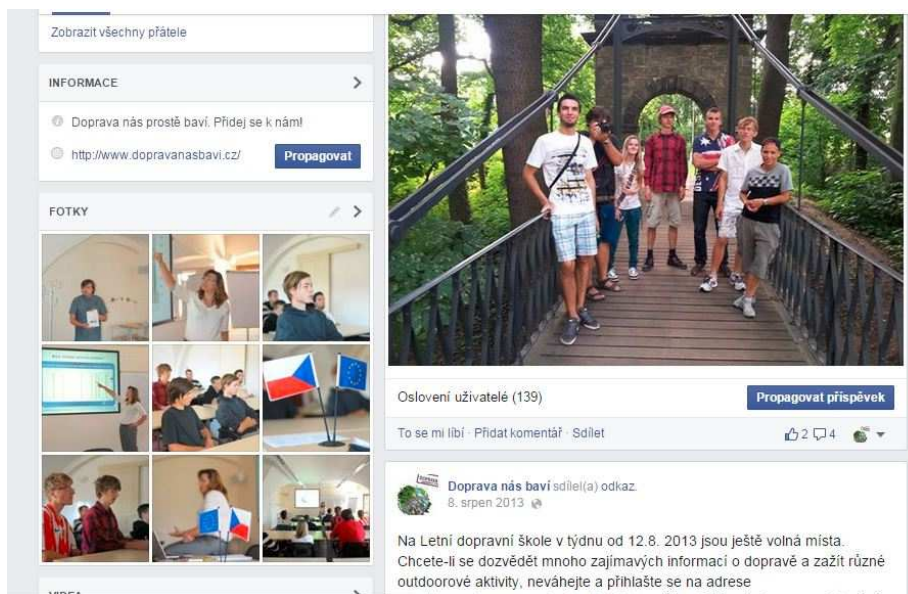 Zobrazit všechny přátele
INFORMACE
Doprava nás prostě baví. Přidej se k nám!
http://www.dopravanasbavi.cz/
Propagovat
FOTKY
Oslovení uživatelé (139)
Propagovat příspěvek
To se mi líbí · Přidat komentář · Sdílet
2 4
Doprava nás baví sdílel(a) odkaz.
8. srpen 2013
Na Letní dopravní škole v týdnu od 12.8. 2013 jsou ještě volná místa.
Chcete-li se dozvědět mnoho zajímavých informací o dopravě a zažít různé
outdoorové aktivity, neváhejte a přihlašte se na adrese